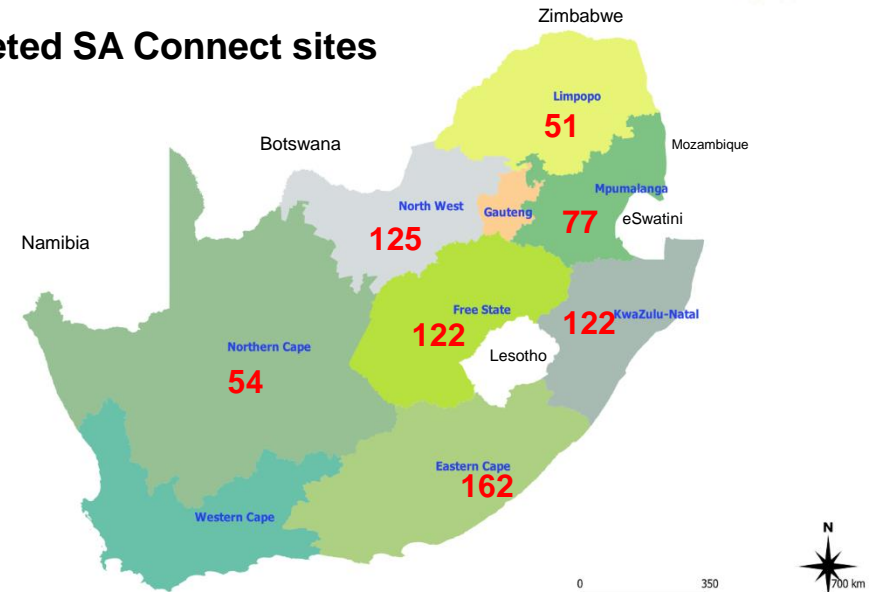 Zimbabwe
SA Connect sites
Limpopo
51
Botswana
Mozambique
Mpumalanga
North West
Gauteng
77
eSwatini
125
Namibia
Free State
KwaZulu-Natal
122
122
Northern Cape
Lesotho
54
Eastern Cape
162
Western Cape
N
0 350 700 km